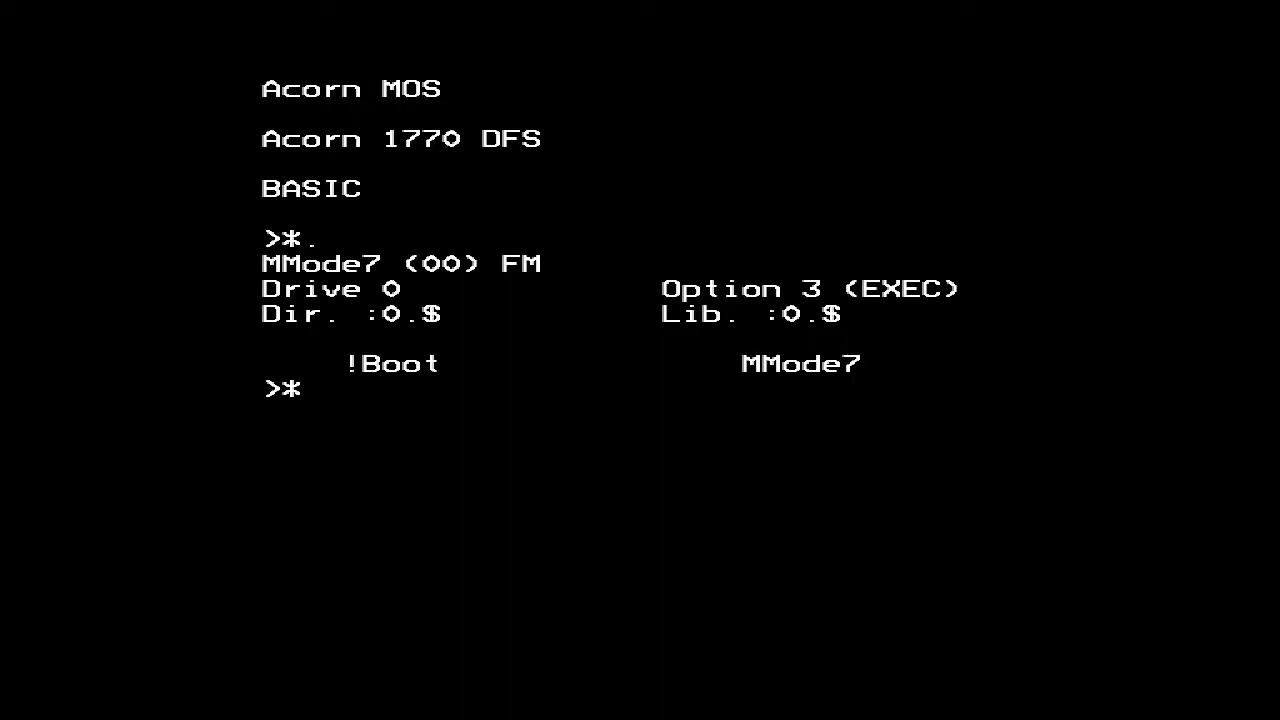 Acorn MOS
Acorn 1770 DFS
BASIC
>*.
MMode7 (00) FM
Drive 0 Option 3 (EXEC)
Dir. :0.$ Lib. :0.$
!Boot MMode7
>*